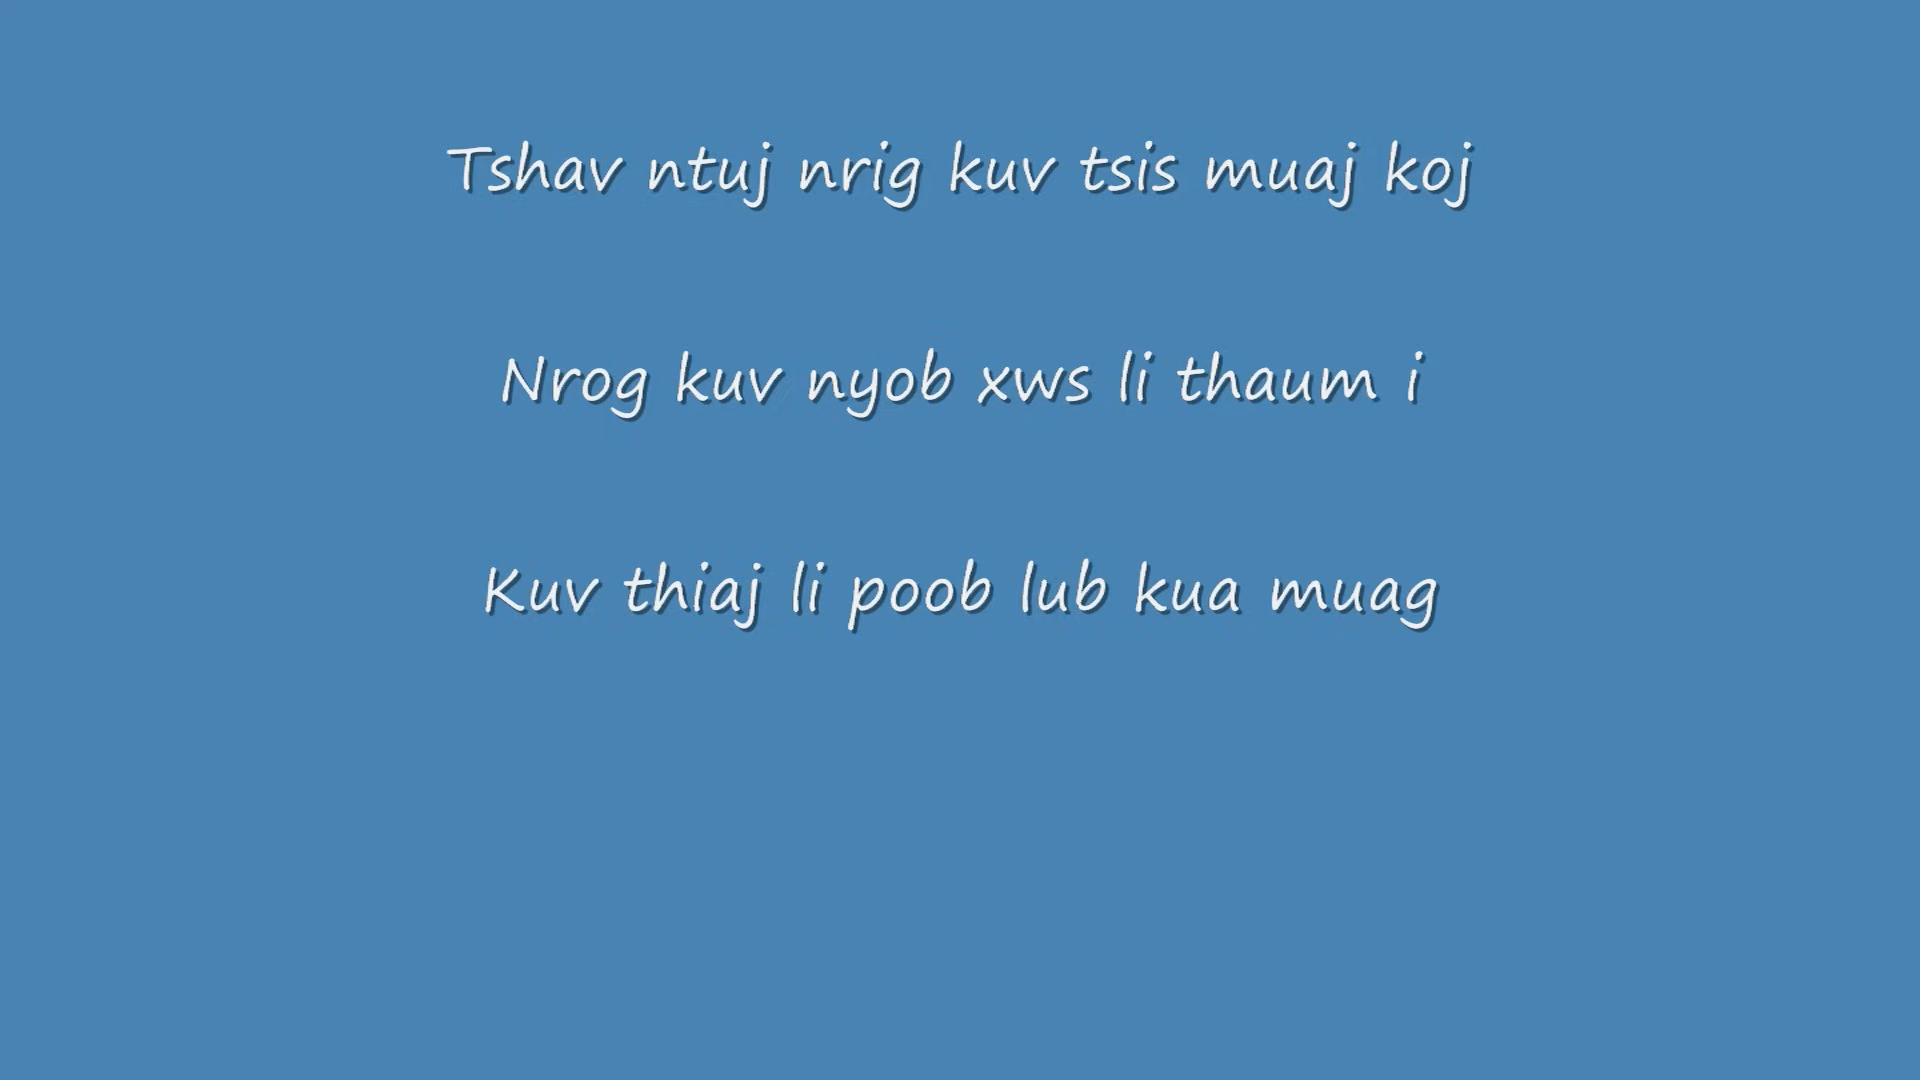 Tshav ntuj nrig kuv tsis muaj koj
Nrog kuv nyob xws li thaum i
Kuv thiaj li poob lub kua muag